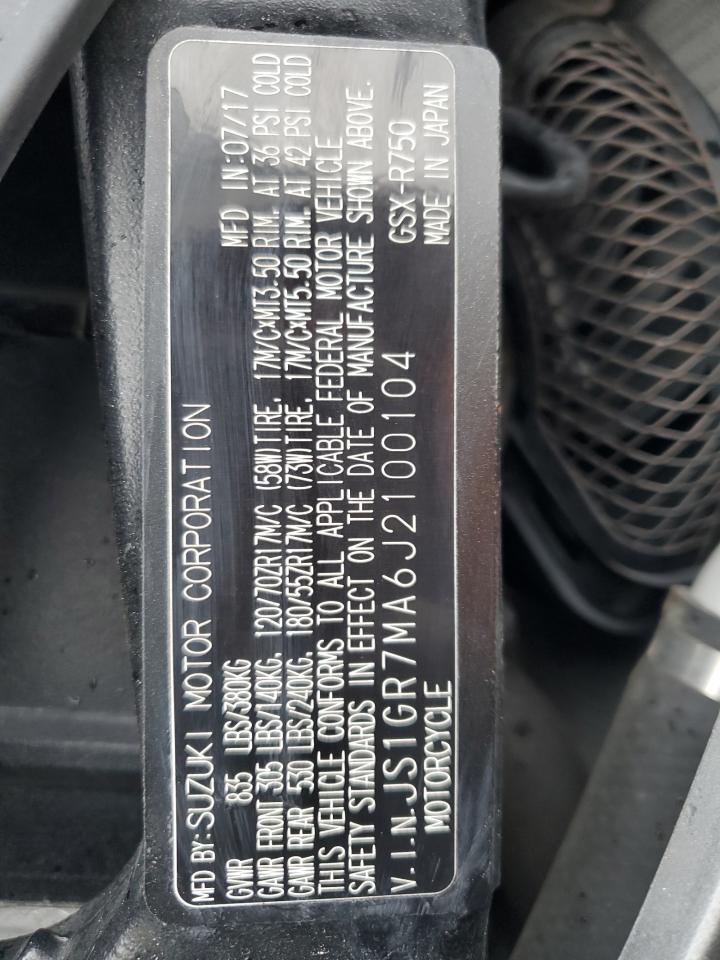 MFD BY:SUZUKI MOTOR CORPORATION
GVWR 835 LBS/380KG MFD IN:07/17
GAWR FRONT 305 LBS/140KG. 120/70ZR17M/C (58W)TIRE. 17M/C×MT3.50 RIM. AT 36 PSI COLD
GAWR REAR 530 LBS/240KG. 180/55ZR17M/C (73W)TIRE. 17M/C×MT5.50 RIM. AT 42 PSI COLD
THIS VEHICLE CONFORMS TO ALL APPLICABLE FEDERAL MOTOR VEHICLE
SAFETY STANDARDS IN EFFECT ON THE DATE OF MANUFACTURE SHOWN ABOVE.
V.I.N.JS1GR7MA6J2100104 GSX-R750
MOTORCYCLE MADE IN JAPAN